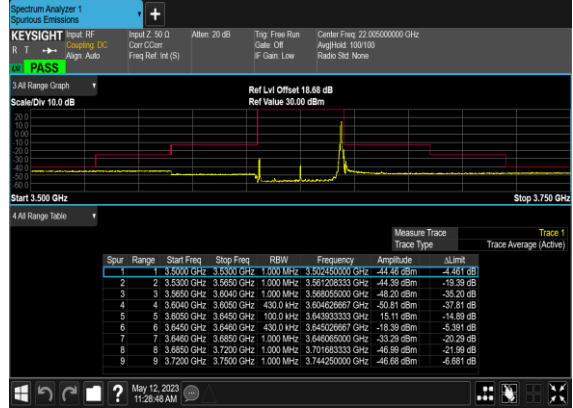 Spectrum Analyzer 1
Spurious Emissions
KEYSIGHT Input: RF Input Z: 50 Ω Atten: 20 dB Trig: Free Run Center Freq: 22.005000000 GHz
Coupling: DC Corr CCorr Gate: Off Avg|Hold: 100/100
R T Align: Auto Freq Ref: Int (S) IF Gain: Low Radio Std: None
PASS
3 All Range Graph
Ref Lvl Offset 18.68 dB
Scale/Div 10.0 dB Ref Value 30.00 dBm
20.0
10.0
0.00
-10.0
-20.0
-30.0
-40.0
-50.0
-60.0
Start 3.500 GHz Stop 3.750 GHz
4 All Range Table
Measure Trace Trace 1
Trace Type Trace Average (Active)
Spur Range Start Freq Stop Freq RBW Frequency Amplitude ΔLimit
1 1 3.5000 GHz 3.5300 GHz 1.000 MHz 3.502450000 GHz -44.46 dBm -4.461 dB
2 2 3.5300 GHz 3.5650 GHz 1.000 MHz 3.561208333 GHz -44.39 dBm -19.39 dB
3 3 3.5650 GHz 3.6040 GHz 1.000 MHz 3.568055000 GHz -48.20 dBm -35.20 dB
4 4 3.6040 GHz 3.6050 GHz 430.0 kHz 3.604626667 GHz -50.81 dBm -37.81 dB
5 5 3.6050 GHz 3.6450 GHz 100.0 kHz 3.643933333 GHz 15.11 dBm -14.89 dB
6 6 3.6450 GHz 3.6460 GHz 430.0 kHz 3.645026667 GHz -18.39 dBm -5.391 dB
7 7 3.6460 GHz 3.6850 GHz 1.000 MHz 3.646065000 GHz -33.29 dBm -20.29 dB
8 8 3.6850 GHz 3.7200 GHz 1.000 MHz 3.701683333 GHz -46.99 dBm -21.99 dB
9 9 3.7200 GHz 3.7500 GHz 1.000 MHz 3.744250000 GHz -46.68 dBm -6.681 dB
May 12, 2023
11:28:48 AM